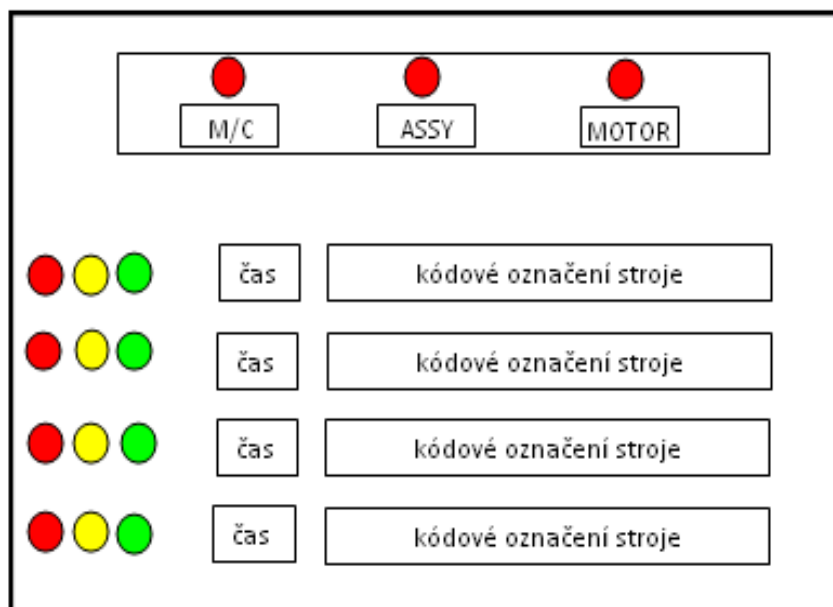 M/C ASSY MOTOR
čas kódové označení stroje
čas kódové označení stroje
čas kódové označení stroje
čas kódové označení stroje